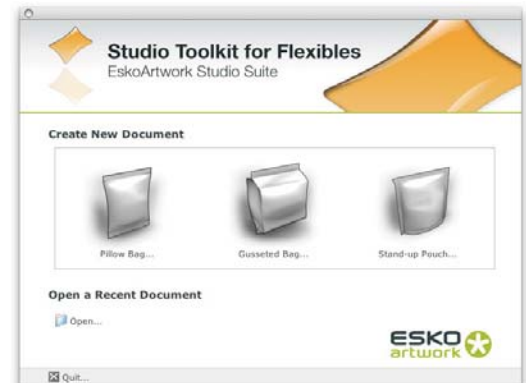 Studio Toolkit for Flexibles
EskoArtwork Studio Suite
Create New Document
Pillow Bag...
Gusseted Bag...
Stand-up Pouch...
Open a Recent Document
Open...
ESKO
artwork
Quit...